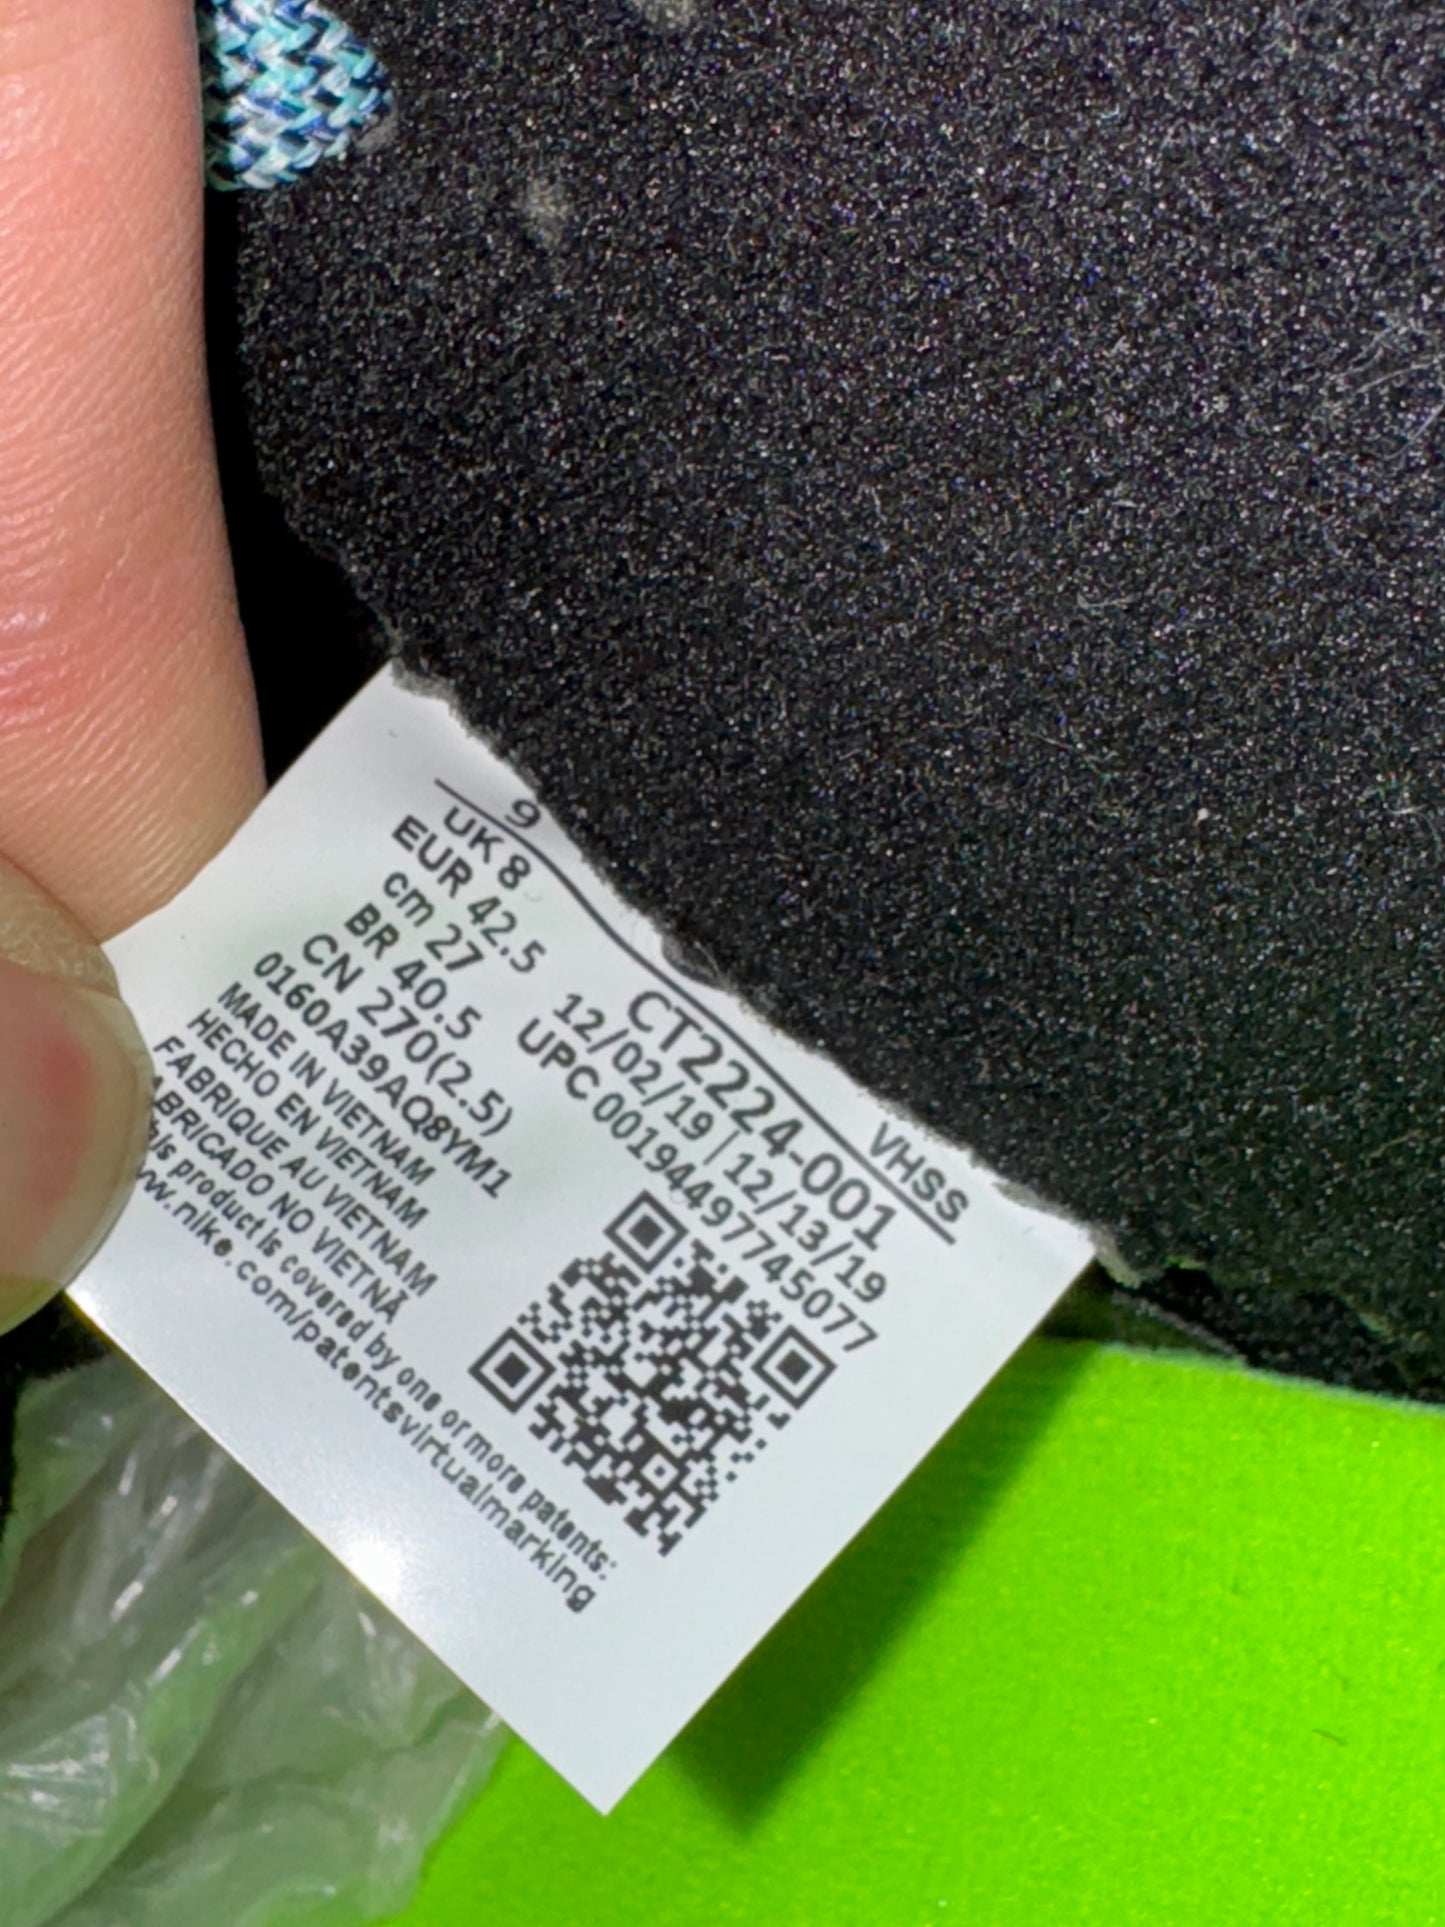 9
VHSS
UK 8
EUR 42.5
cm 27
BR 40.5
CN 270(2.5)
0160A39AQ8YM1
CT2224-001
12/02/19 | 12/13/19
UPC 00194497745077
MADE IN VIETNAM
HECHO EN VIETNAM
FABRIQUE AU VIETNAM
ABRICADO NO VIETNÃ
his product is covered by one or more patents:
w.nike.com/patentsvirtualmarking